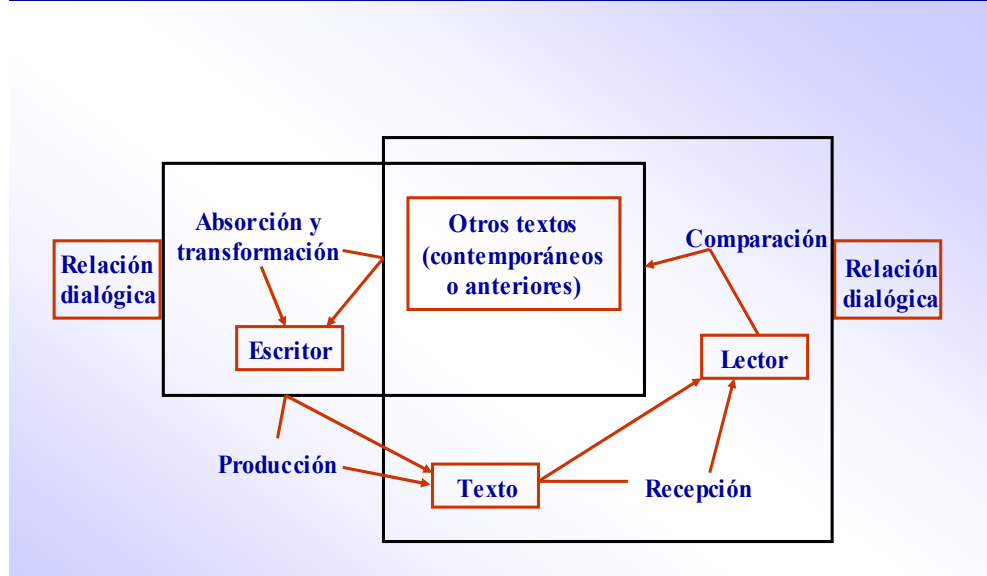 Absorción y
transformación
Otros textos
(contemporáneos
o anteriores)
Comparación
Relación
dialógica
Relación
dialógica
Escritor
Lector
Producción
Texto
Recepción